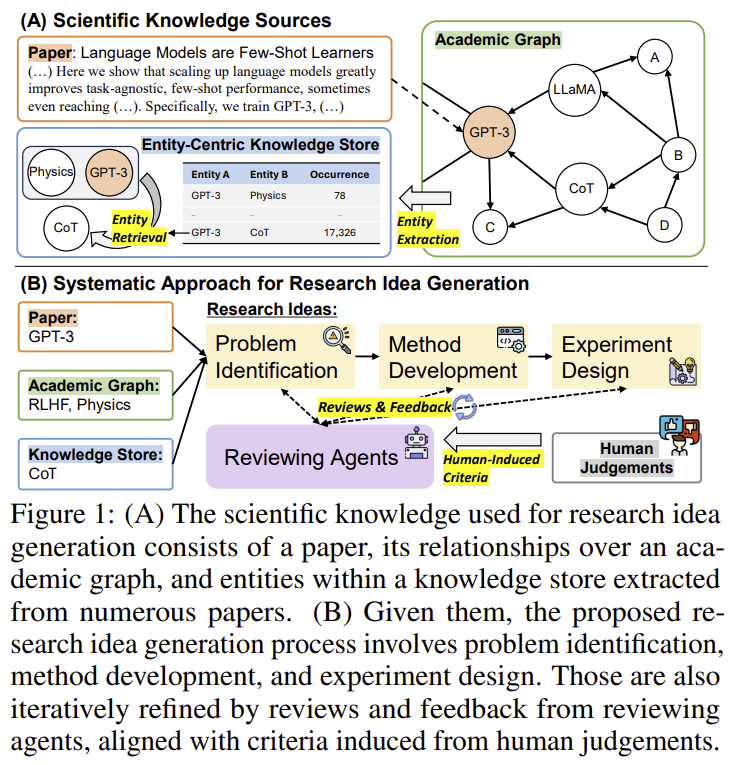 (A) Scientific Knowledge Sources
Paper: Language Models are Few-Shot Learners
(…) Here we show that scaling up language models greatly
improves task-agnostic, few-shot performance, sometimes
even reaching (…). Specifically, we train GPT-3, (…)
Entity-Centric Knowledge Store
Physics
GPT-3
CoT
Entity
Retrieval
Entity A Entity B Occurrence
GPT-3 Physics 78
.. .. ..
GPT-3 CoT 17,326
Academic Graph
A
LLaMA
GPT-3
B
CoT
C
D
Entity
Extraction
(B) Systematic Approach for Research Idea Generation
Paper:
GPT-3
Academic Graph:
RLHF, Physics
Knowledge Store:
CoT
Research Ideas:
Problem
Identification
Method
Development
Experiment
Design
Reviews & Feedback
Reviewing Agents
Human-Induced
Criteria
Human
Judgements
Figure 1: (A) The scientific knowledge used for research idea
generation consists of a paper, its relationships over an aca-
demic graph, and entities within a knowledge store extracted
from numerous papers. (B) Given them, the proposed re-
search idea generation process involves problem identification,
method development, and experiment design. Those are also
iteratively refined by reviews and feedback from reviewing
agents, aligned with criteria induced from human judgements.